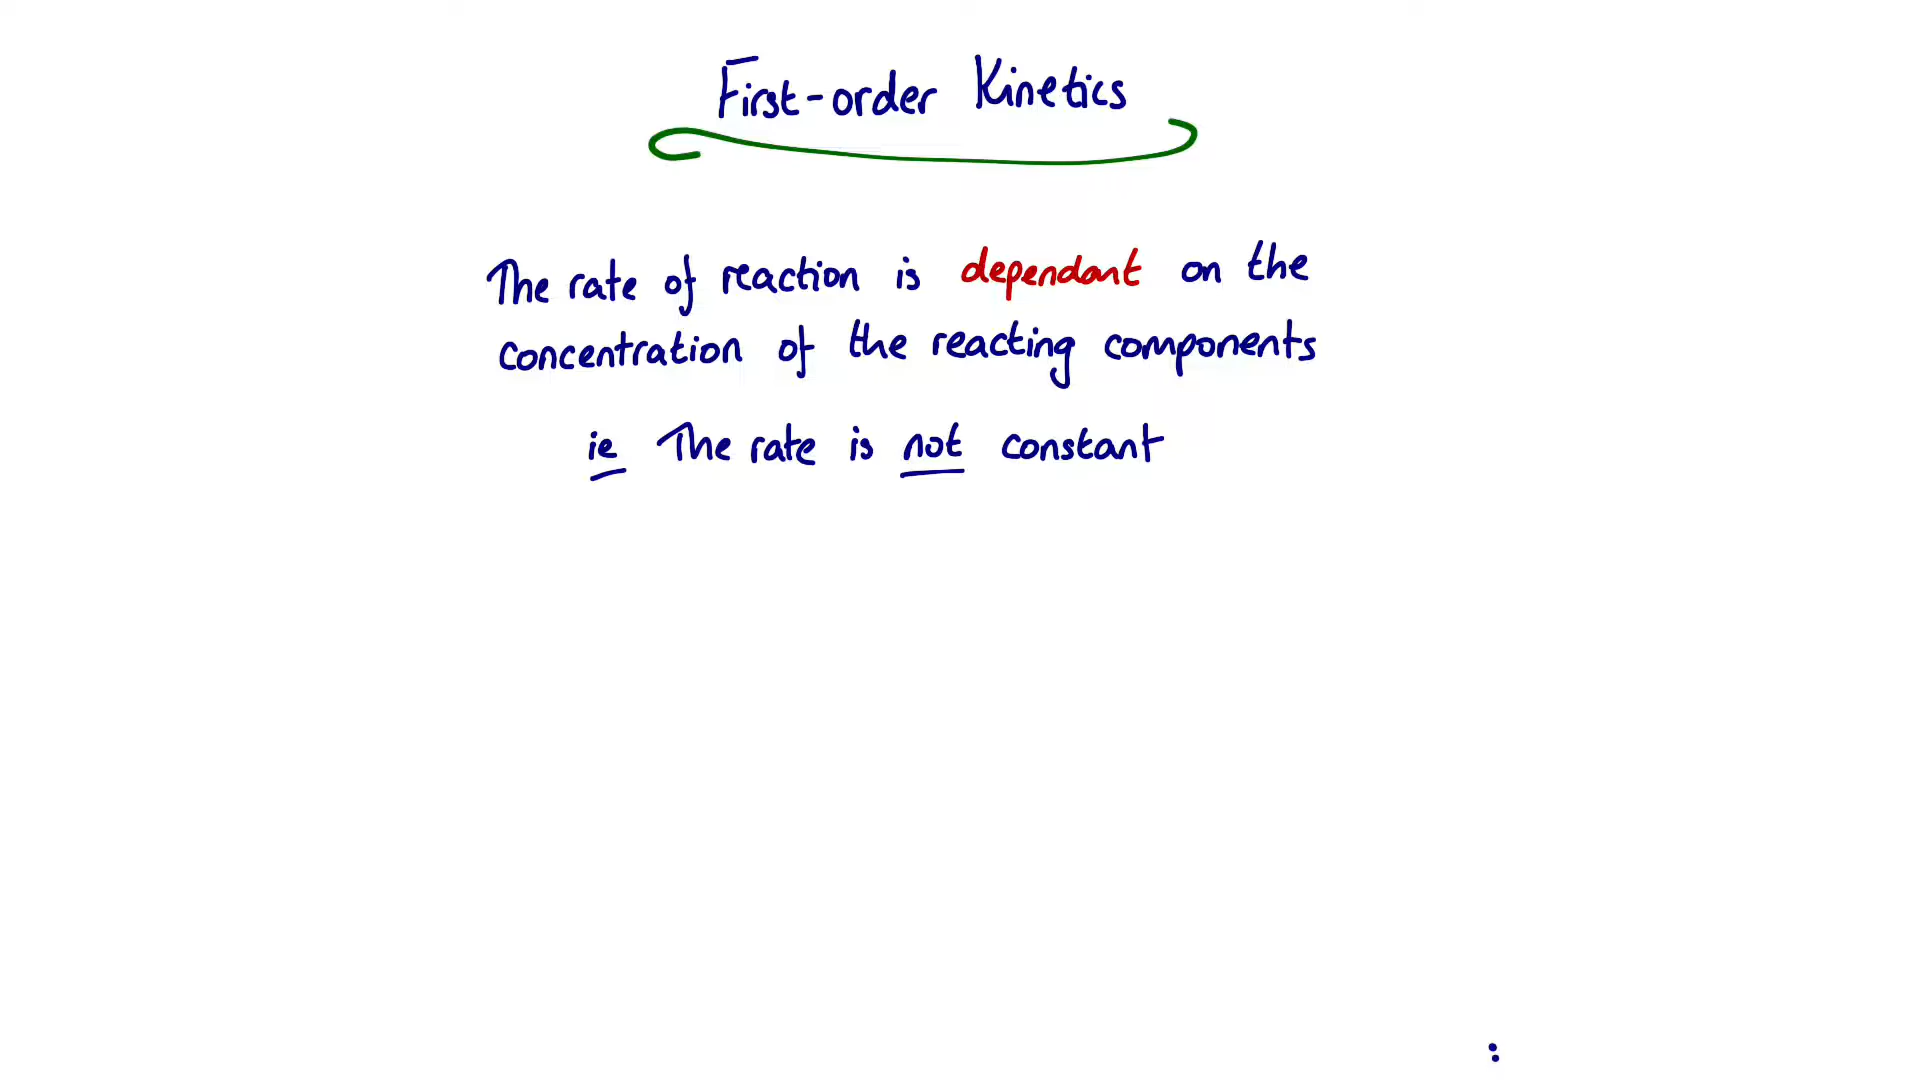 First-order Kinetics
The rate of reaction is dependant on the
concentration of the reacting components
ie The rate is not constant